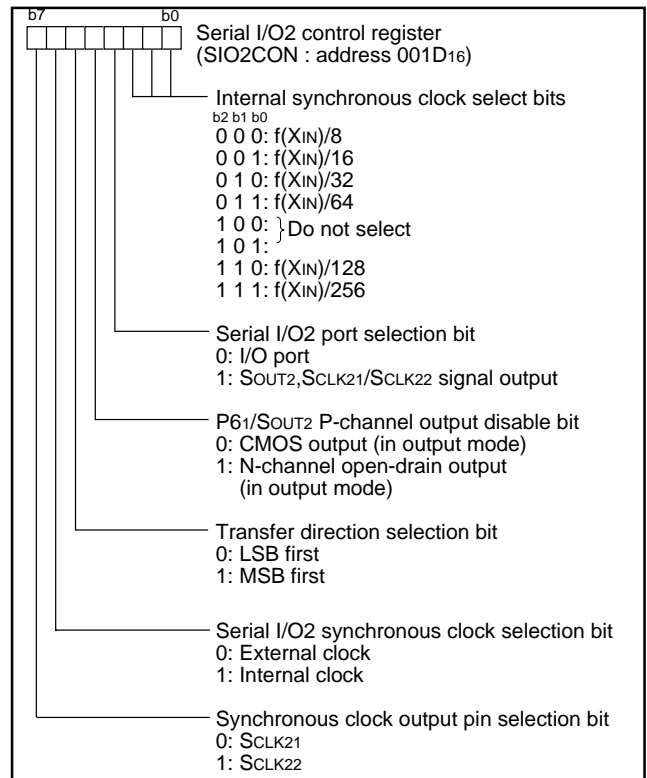 b7 b0
Serial I/O2 control register
(SIO2CON : address 001D16)
Internal synchronous clock select bits
b2 b1 b0
0 0 0: f(XIN)/8
0 0 1: f(XIN)/16
0 1 0: f(XIN)/32
0 1 1: f(XIN)/64
1 0 0: } Do not select
1 0 1:
1 1 0: f(XIN)/128
1 1 1: f(XIN)/256
Serial I/O2 port selection bit
0: I/O port
1: SOUT2,SCLK21/SCLK22 signal output
P61/SOUT2 P-channel output disable bit
0: CMOS output (in output mode)
1: N-channel open-drain output
(in output mode)
Transfer direction selection bit
0: LSB first
1: MSB first
Serial I/O2 synchronous clock selection bit
0: External clock
1: Internal clock
Synchronous clock output pin selection bit
0: SCLK21
1: SCLK22